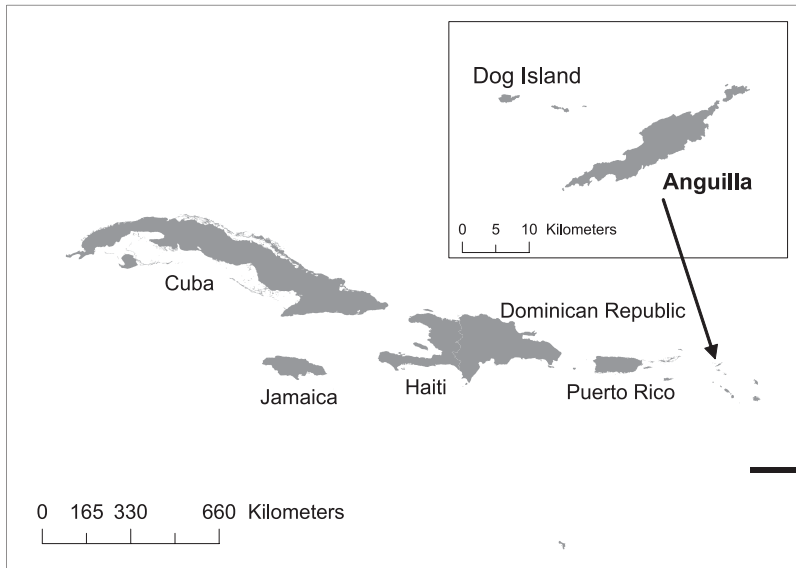 Dog Island
Anguilla
0 5 10 Kilometers
Cuba
Dominican Republic
Jamaica
Haiti
Puerto Rico
0 165 330 660 Kilometers